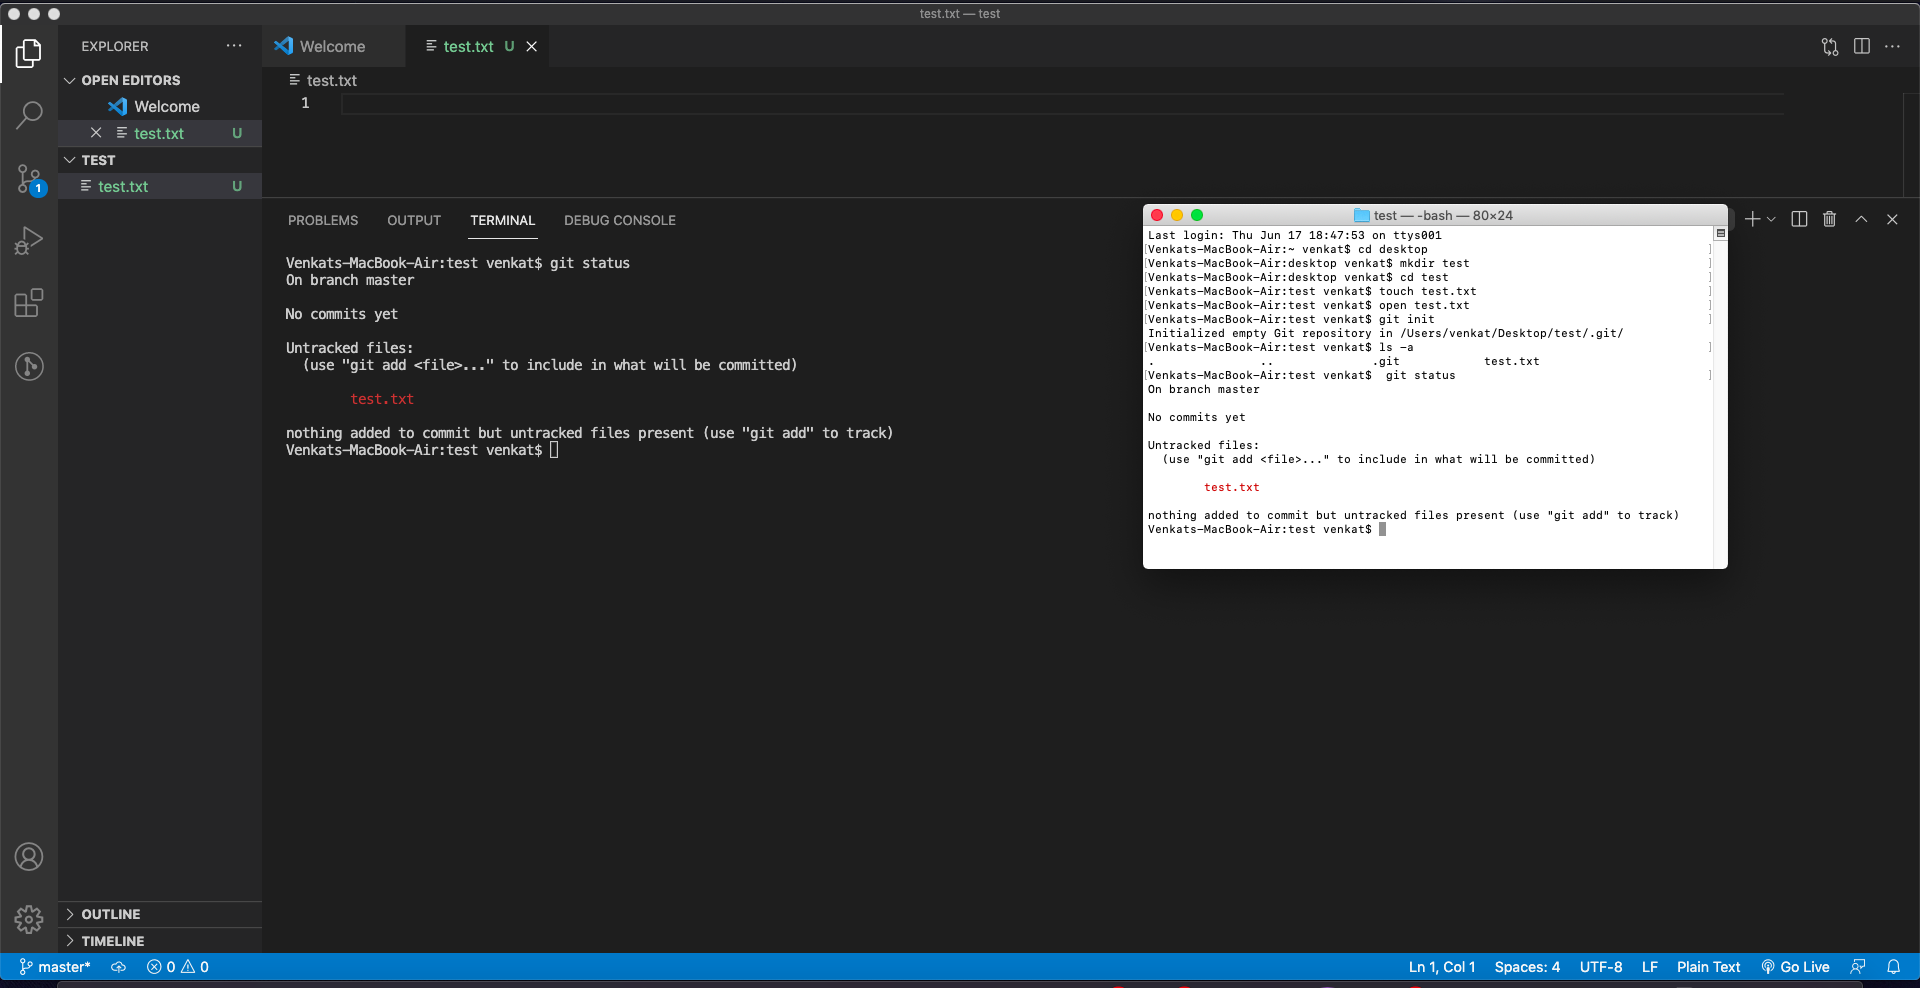 test.txt — test
EXPLORER
OPEN EDITORS
Welcome
test.txt U
TEST
test.txt U
1
OUTLINE
TIMELINE
Welcome
test.txt U
test.txt
1
PROBLEMS OUTPUT TERMINAL DEBUG CONSOLE
Venkats-MacBook-Air:test venkat$ git status
On branch master
No commits yet
Untracked files:
(use "git add <file>..." to include in what will be committed)
test.txt
nothing added to commit but untracked files present (use "git add" to track)
Venkats-MacBook-Air:test venkat$
test — -bash — 80×24
Last login: Thu Jun 17 18:47:53 on ttys001
[Venkats-MacBook-Air:~ venkat$ cd desktop ]
[Venkats-MacBook-Air:desktop venkat$ mkdir test ]
[Venkats-MacBook-Air:desktop venkat$ cd test ]
[Venkats-MacBook-Air:test venkat$ touch test.txt ]
[Venkats-MacBook-Air:test venkat$ open test.txt ]
[Venkats-MacBook-Air:test venkat$ git init ]
Initialized empty Git repository in /Users/venkat/Desktop/test/.git/
[Venkats-MacBook-Air:test venkat$ ls -a ]
. .. .git test.txt
[Venkats-MacBook-Air:test venkat$  git status ]
On branch master
No commits yet
Untracked files:
(use "git add <file>..." to include in what will be committed)
test.txt
nothing added to commit but untracked files present (use "git add" to track)
Venkats-MacBook-Air:test venkat$
master* 0 0 Ln 1, Col 1 Spaces: 4 UTF-8 LF Plain Text Go Live